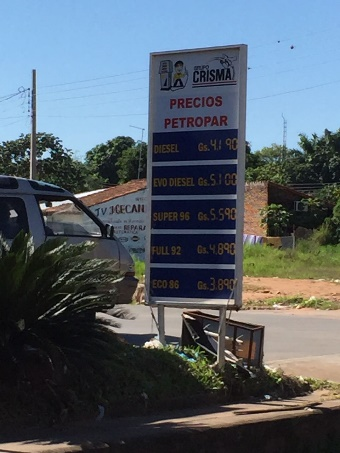 GRUPO
CRISMA
PRECIOS
PETROPAR
DIESEL Gs. 4.190
EVO DIESEL Gs. 5.100
SUPER 96 Gs. 5.590
FULL 92 Gs. 4.890
ECO 86 Gs. 3.890